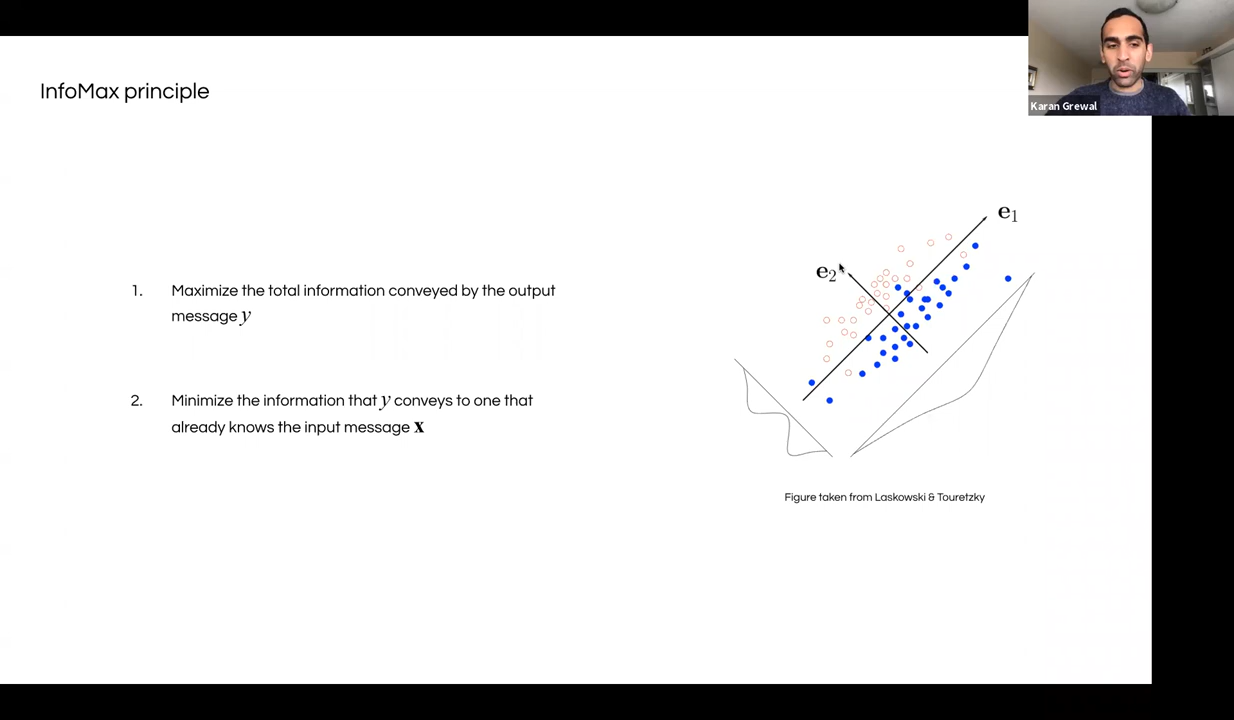 InfoMax principle
Karan Grewal
1. Maximize the total information conveyed by the output
message y
2. Minimize the information that y conveys to one that
already knows the input message x
e1
e2
Figure taken from Laskowski & Touretzky